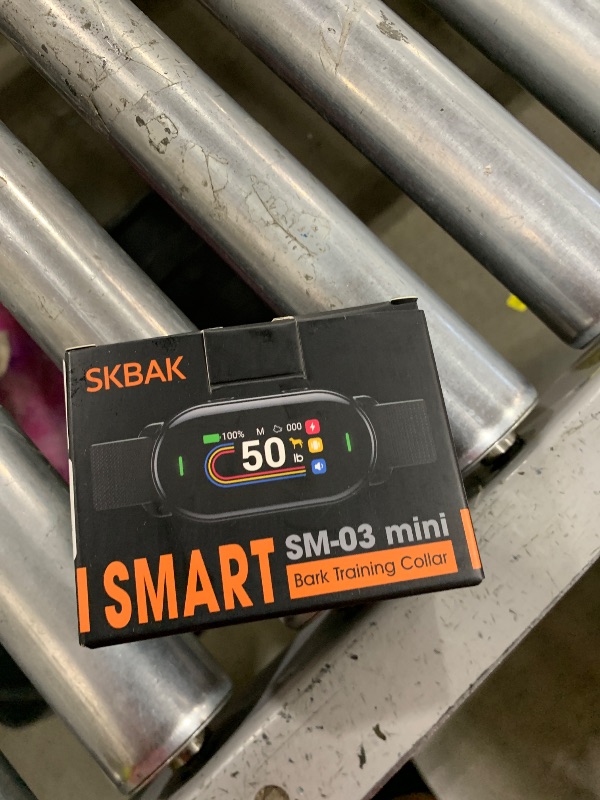 SKBAK
100% M 000
50 lb
SMART
SM-03 mini
Bark Training Collar